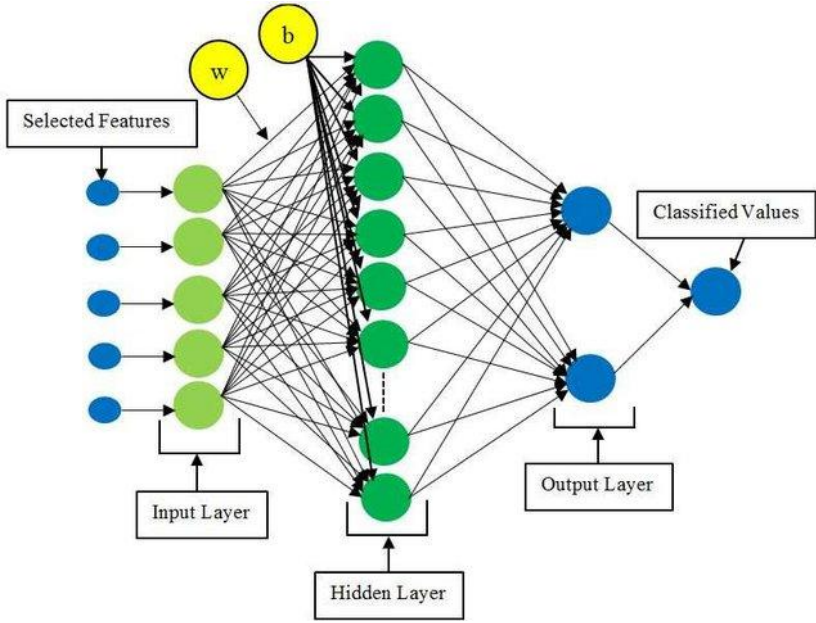 b
w
Selected Features
Classified Values
Input Layer
Output Layer
Hidden Layer